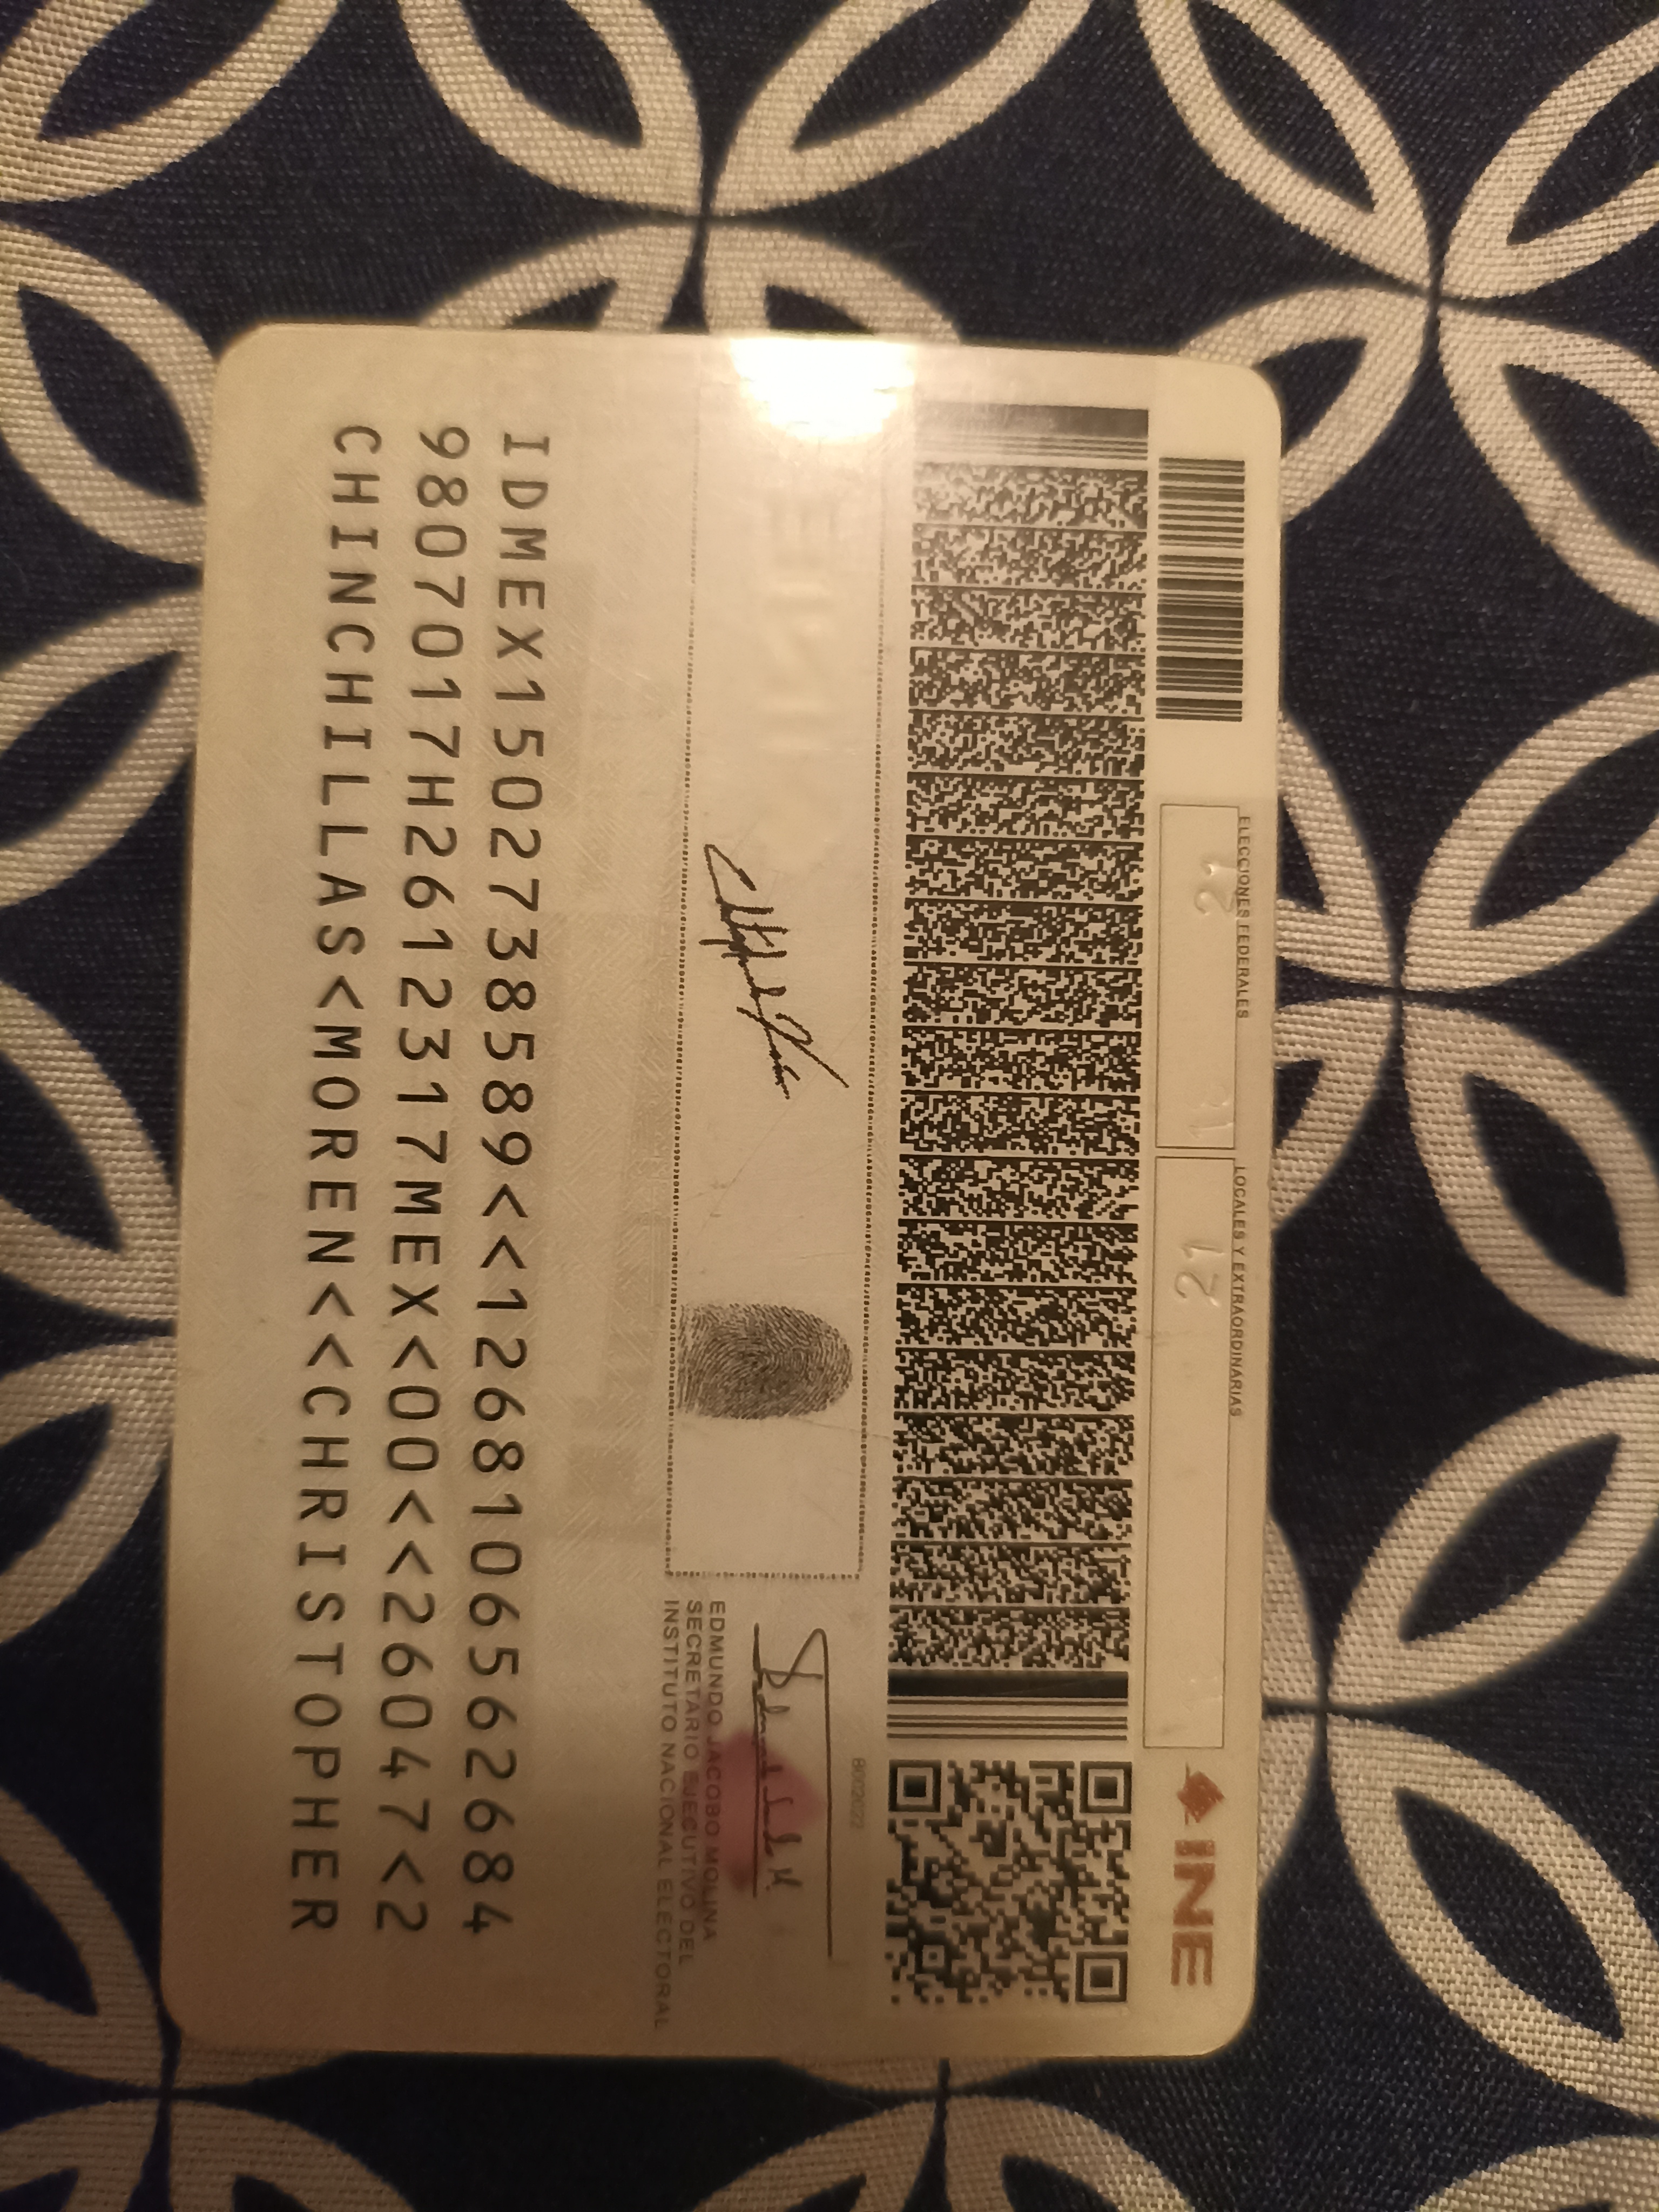 ELECCIONES FEDERALES
21
LOCALES Y EXTRAORDINARIAS
21
INE
EDMUNDO JACOBO MOLINA
SECRETARIO EJECUTIVO DEL
INSTITUTO NACIONAL ELECTORAL
IDMEX1502738589<<1268106562684
9807017H2612317MEX<00<<26047<2
CHINCHILLAS<MOREN<<CHRISTOPHER